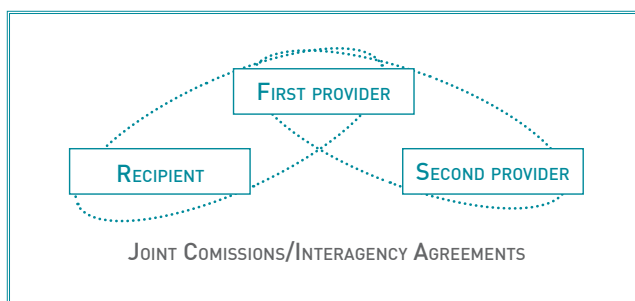 First provider
Recipient
Second provider
Joint Comissions/Interagency Agreements